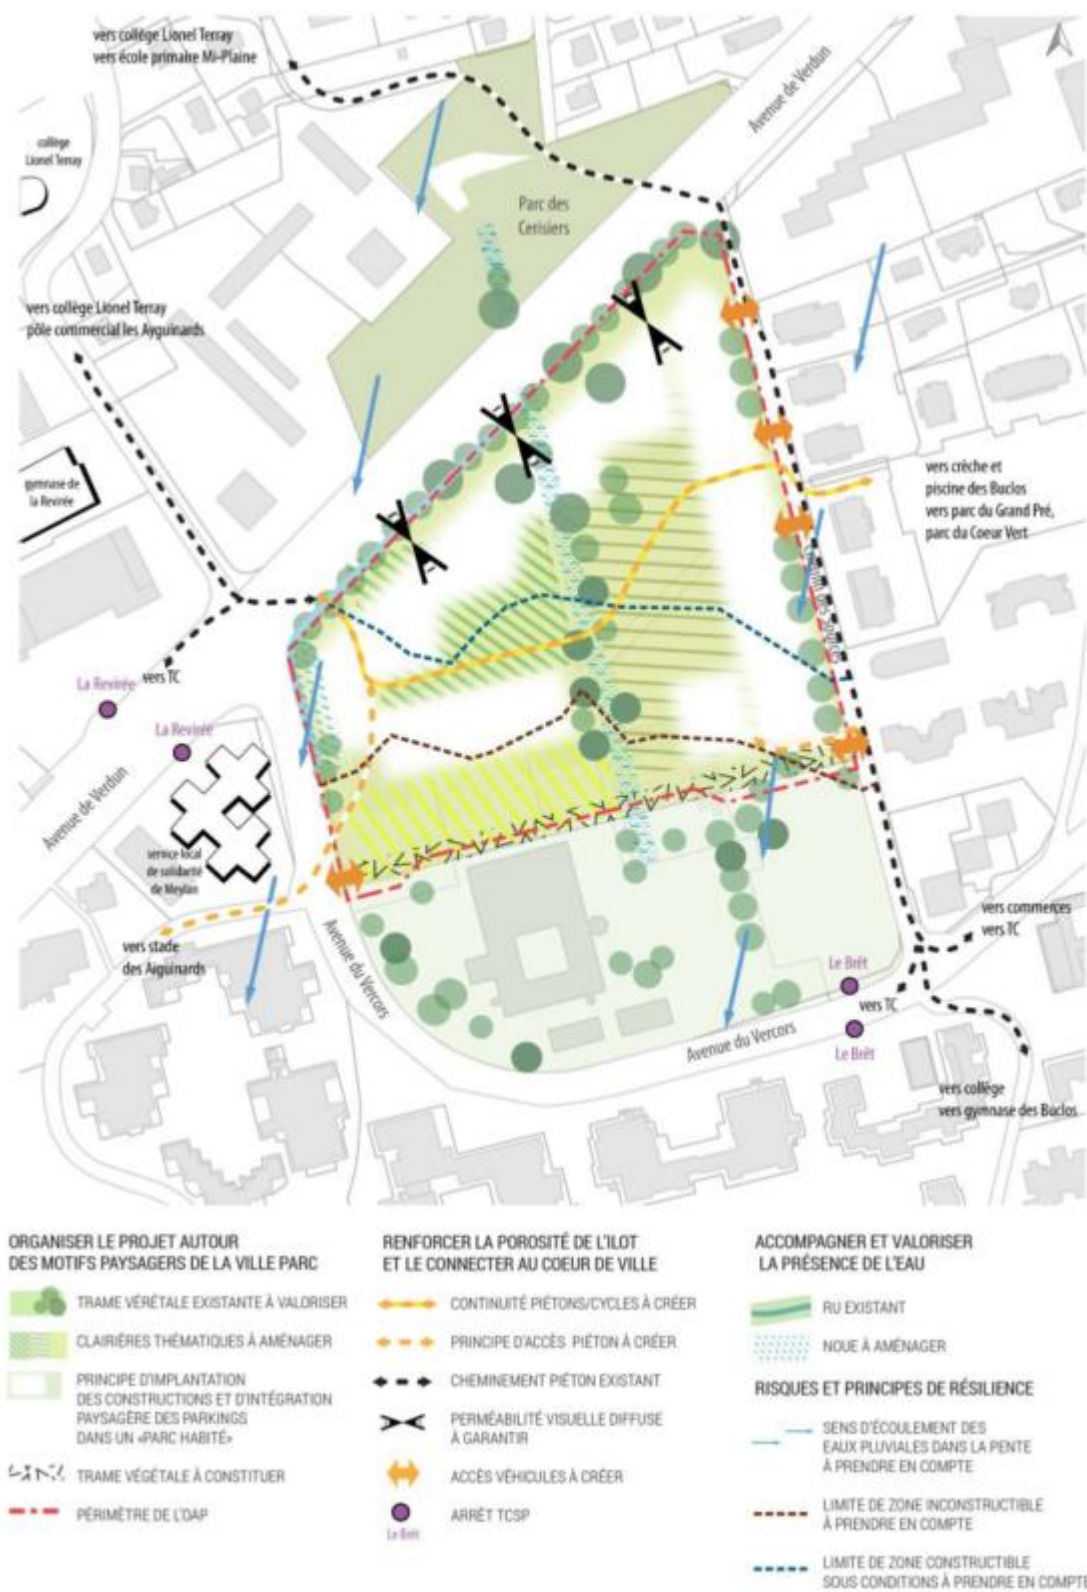 vers collège Lionel Terray
vers école primaire Mi-Plaine
Avenue de Verdun
collège
Lionel Terray
Parc des
Cerisiers
vers collège Lionel Terray
pôle commercial les Ayguinards
gymnase de
la Revirée
vers crèche et
piscine des Buclos
vers parc du Grand Pré,
parc du Coeur Vert
La Revirée
vers TC
La Revirée
Avenue de Verdun
service local
de solidarité
de Meylan
vers stade
des Aiguinards
Avenue du Vercors
vers commerces
vers TC
Le Brêt
vers TC
Avenue du Vercors
Le Brêt
vers collège
vers gymnase des Buclos
ORGANISER LE PROJET AUTOUR
DES MOTIFS PAYSAGERS DE LA VILLE PARC
TRAME VÉRÉTALE EXISTANTE À VALORISER
CLAIRIÈRES THÉMATIQUES À AMÉNAGER
PRINCIPE D'IMPLANTATION
DES CONSTRUCTIONS ET D'INTÉGRATION
PAYSAGÈRE DES PARKINGS
DANS UN «PARC HABITÉ»
TRAME VÉGÉTALE À CONSTITUER
PÉRIMÈTRE DE L'OAP
RENFORCER LA POROSITÉ DE L'ILOT
ET LE CONNECTER AU COEUR DE VILLE
CONTINUITÉ PIÉTONS/CYCLES À CRÉER
PRINCIPE D'ACCÈS PIÉTON À CRÉER
CHEMINEMENT PIÉTON EXISTANT
PERMÉABILITÉ VISUELLE DIFFUSE
À GARANTIR
ACCÈS VÉHICULES À CRÉER
ARRÊT TCSP
Le Brêt
ACCOMPAGNER ET VALORISER
LA PRÉSENCE DE L'EAU
RU EXISTANT
NOUE À AMÉNAGER
RISQUES ET PRINCIPES DE RÉSILIENCE
SENS D'ÉCOULEMENT DES
EAUX PLUVIALES DANS LA PENTE
À PRENDRE EN COMPTE
LIMITE DE ZONE INCONSTRUCTIBLE
À PRENDRE EN COMPTE
LIMITE DE ZONE CONSTRUCTIBLE
SOUS CONDITIONS À PRENDRE EN COMPTE